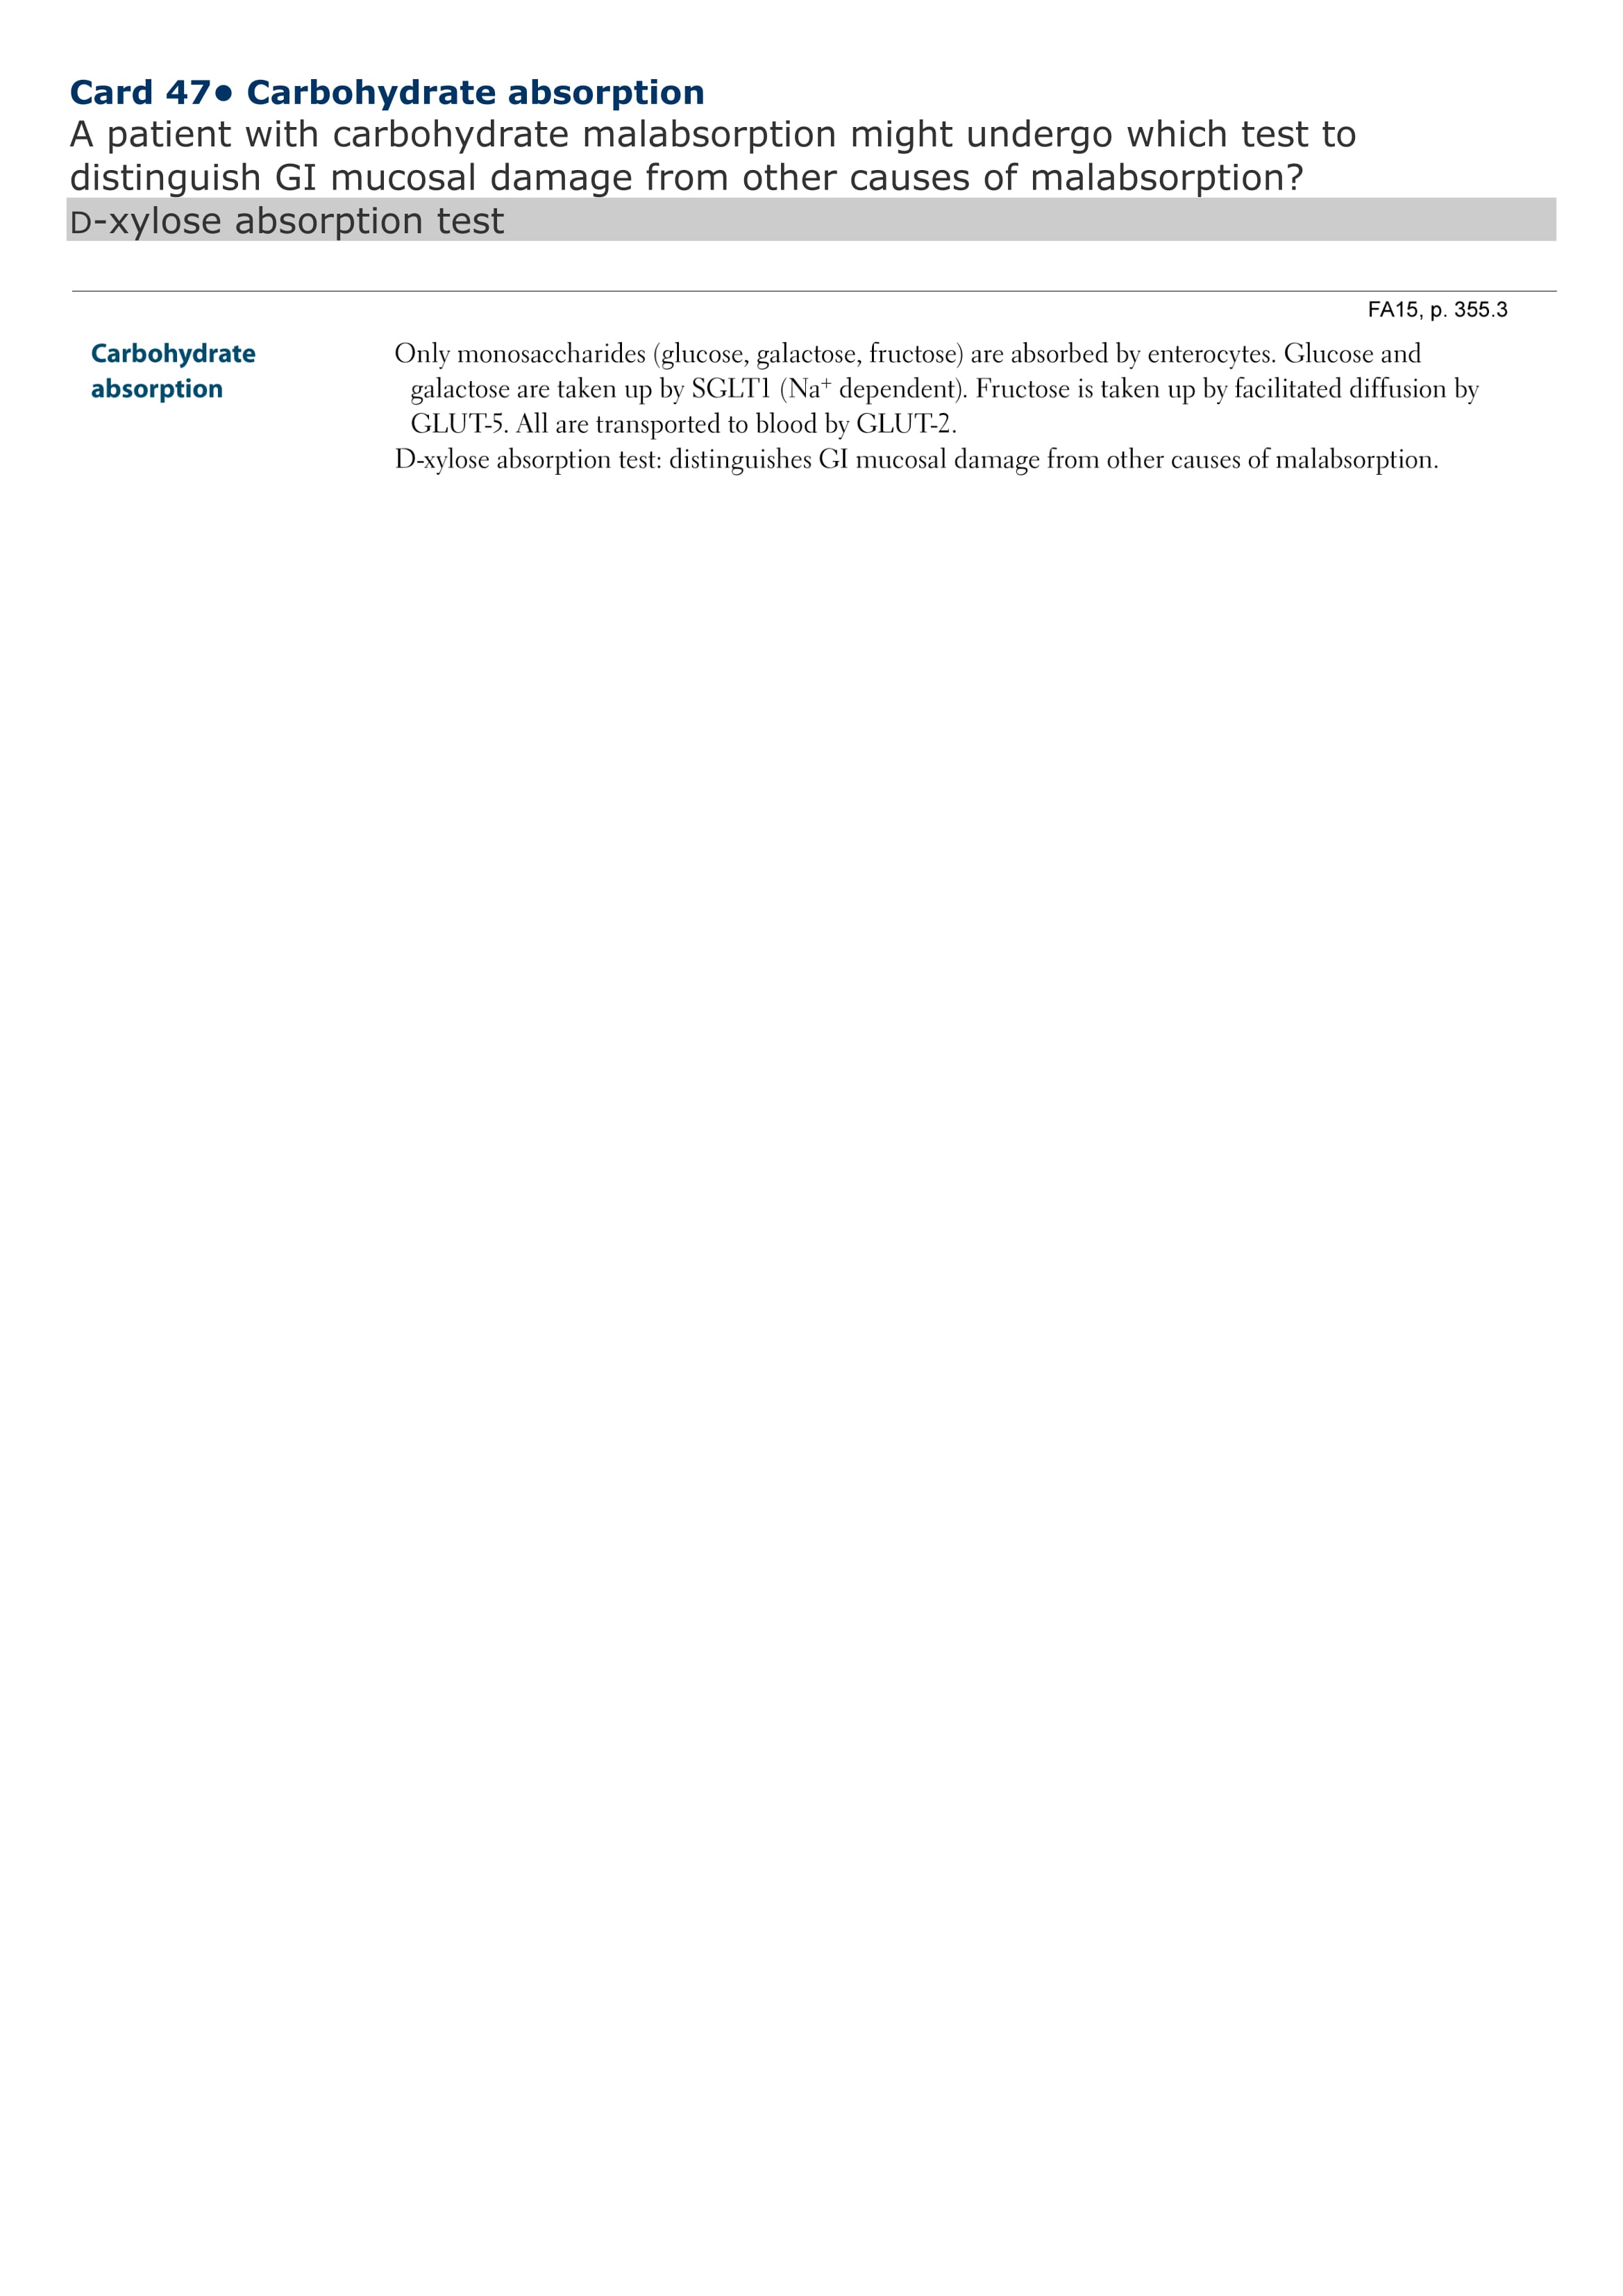 Card 47● Carbohydrate absorption
A patient with carbohydrate malabsorption might undergo which test to
distinguish GI mucosal damage from other causes of malabsorption?
D-xylose absorption test
FA15, p. 355.3
Carbohydrate
absorption
Only monosaccharides (glucose, galactose, fructose) are absorbed by enterocytes. Glucose and
galactose are taken up by SGLT1 (Na⁺ dependent). Fructose is taken up by facilitated diffusion by
GLUT-5. All are transported to blood by GLUT-2.
D-xylose absorption test: distinguishes GI mucosal damage from other causes of malabsorption.